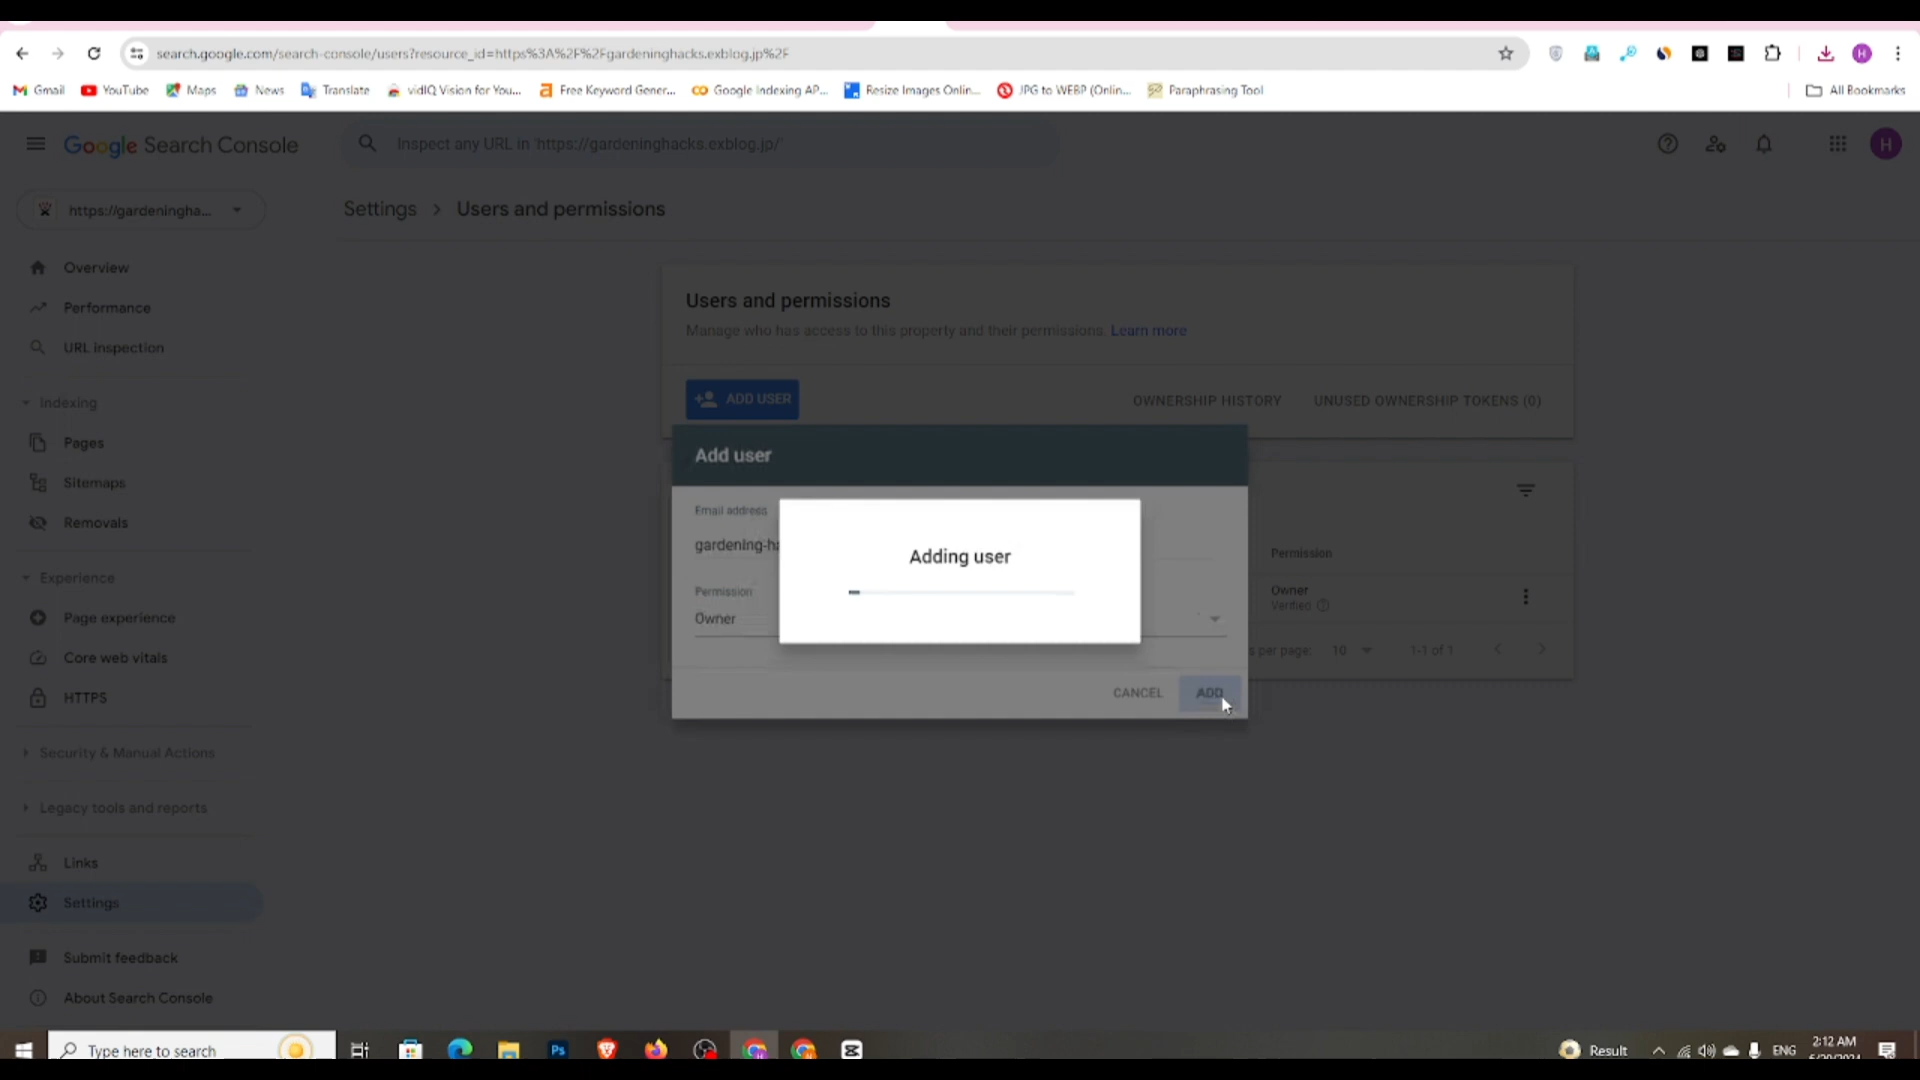 search.google.com/search-console/users?resource_id=https%3A%2F%2Fgardeninghacks.exblog.jp%2F
Gmail YouTube Maps News Translate vidIQ Vision for You... Free Keyword Gener... Google Indexing AP... Resize Images Onlin... JPG to WEBP (Onlin... Paraphrasing Tool All Bookmarks
Google Search Console Inspect any URL in 'https://gardeninghacks.exblog.jp/' H
https://gardeningha... Settings > Users and permissions
Overview
Performance
URL inspection
Indexing
Pages
Sitemaps
Removals
Experience
Page experience
Core web vitals
HTTPS
Security & Manual Actions
Legacy tools and reports
Links
Settings
Submit feedback
About Search Console
Users and permissions
Manage who has access to this property and their permissions. Learn more
ADD USER OWNERSHIP HISTORY UNUSED OWNERSHIP TOKENS (0)
Add user
Email address
gardening-ha
Permission
Owner
Adding user
CANCEL ADD
Permission
Owner
Verified
s per page: 10 1-1 of 1
Type here to search Ps Result ENG 2:12 AM